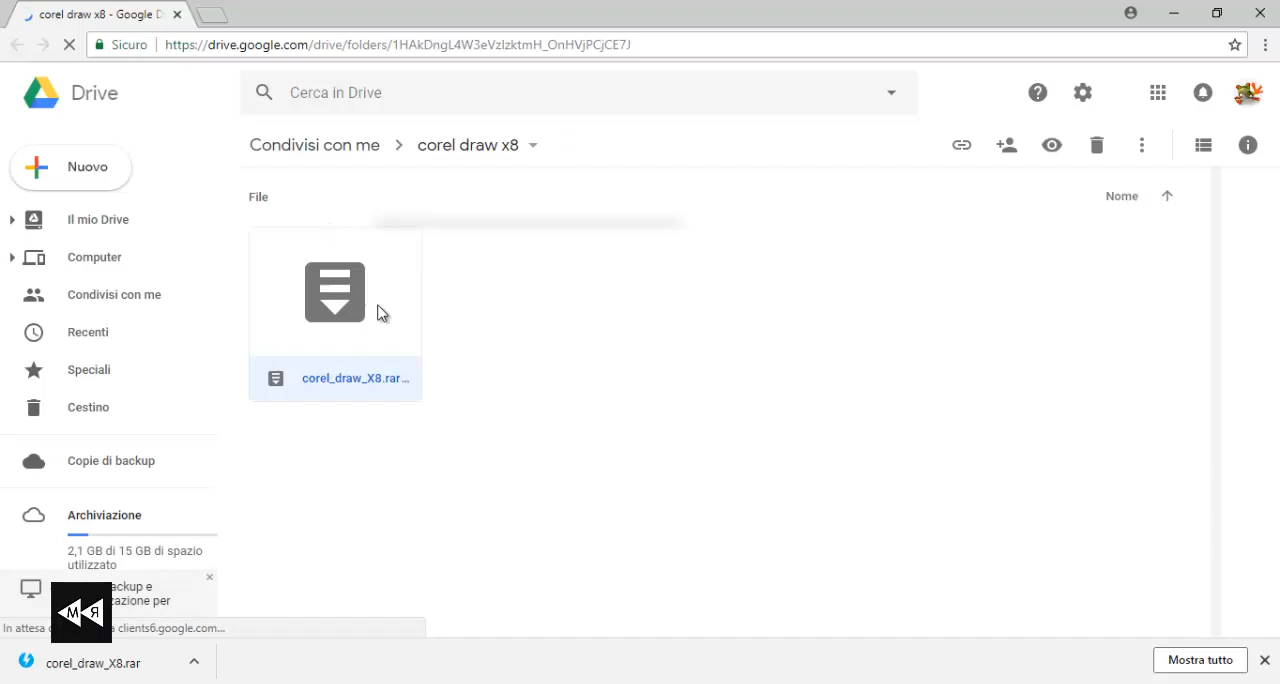 corel draw x8 - Google D
Sicuro
https://drive.google.com/drive/folders/1HAkDngL4W3eVzIzktmH_OnHVjPCjCE7J
Drive
Cerca in Drive
Condivisi con me
corel draw x8
Nuovo
File
Nome
Il mio Drive
Computer
Condivisi con me
Recenti
Speciali
Cestino
corel_draw_X8.rar...
Copie di backup
Archiviazione
2,1 GB di 15 GB di spazio
utilizzato
ackup e
zazione per
MЯ
In attesa
clients6.google.com...
corel_draw_X8.rar
Mostra tutto